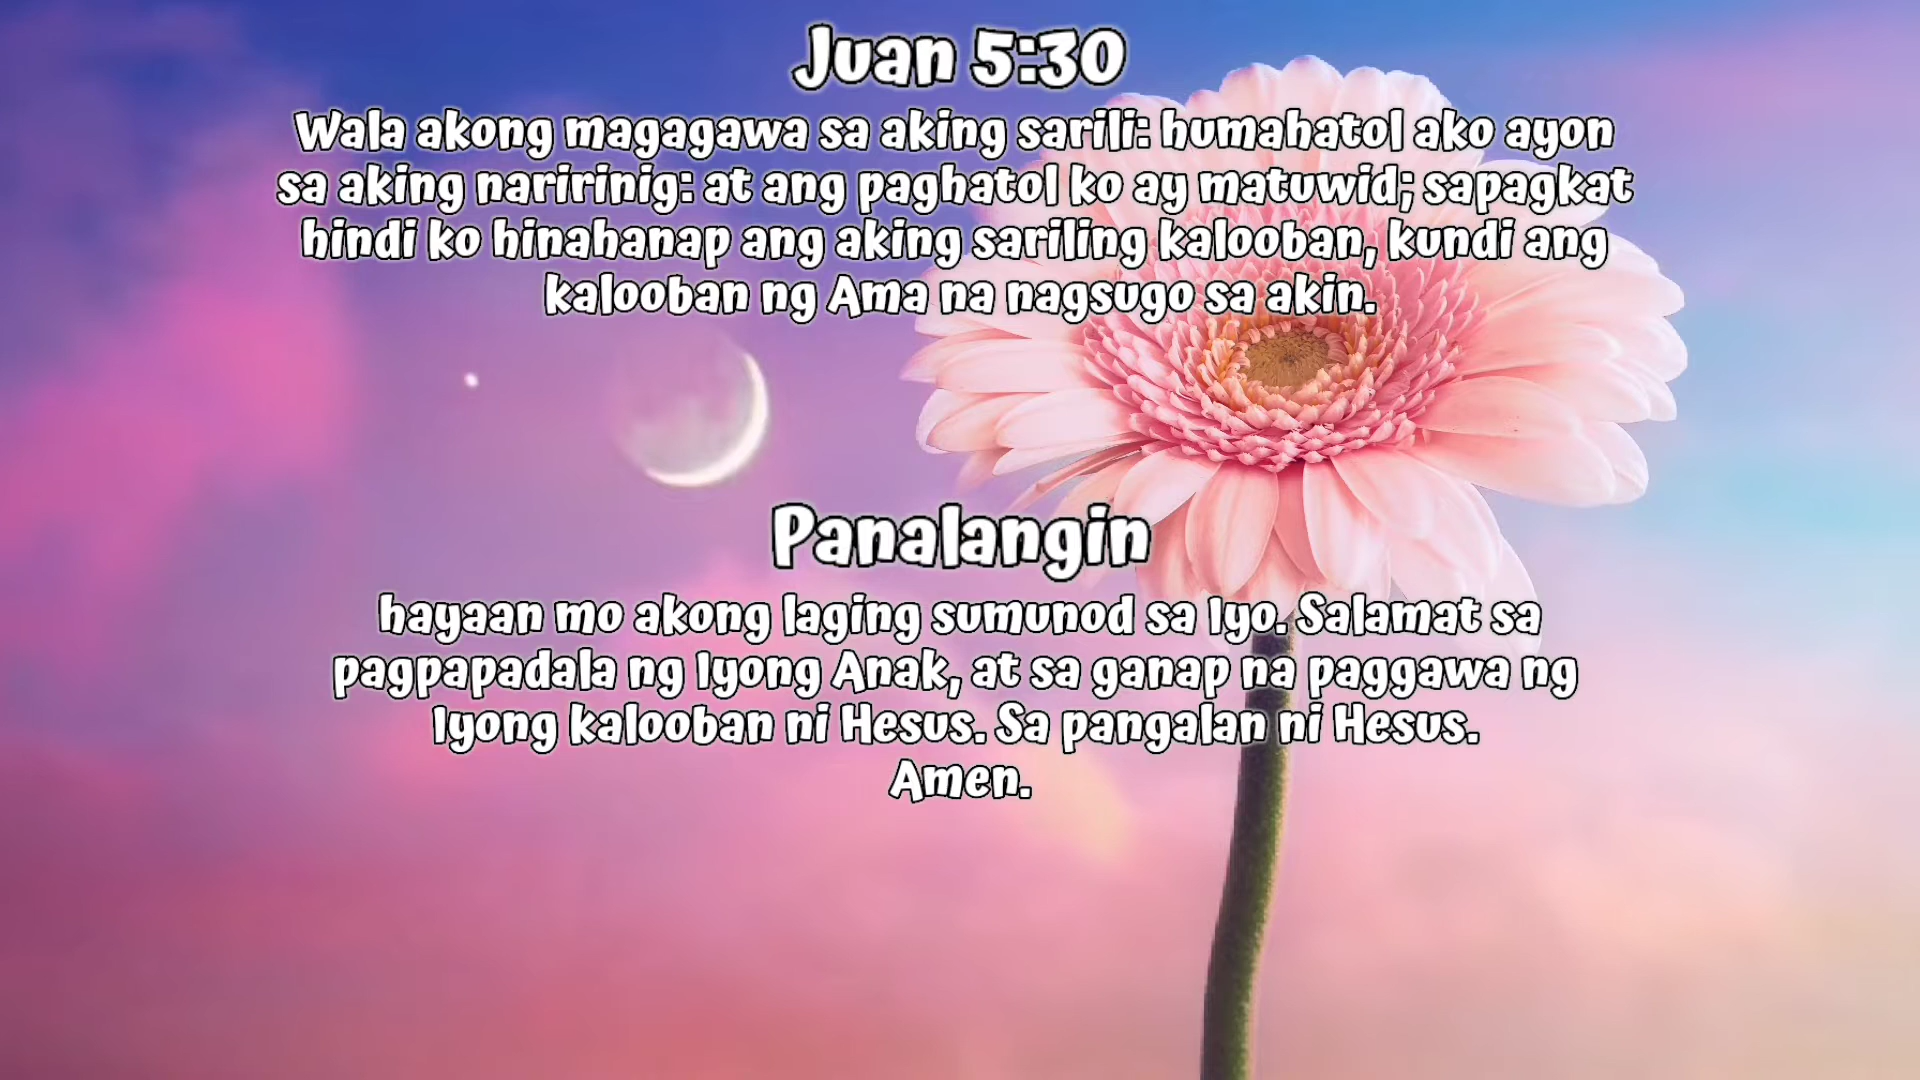 Juan 5:30
Wala akong magagawa sa aking sarili: humahatol ako ayon
sa aking naririnig: at ang paghatol ko ay matuwid; sapagkat
hindi ko hinahanap ang aking sariling kalooban, kundi ang
kalooban ng Ama na nagsugo sa akin.
Panalangin
hayaan mo akong laging sumunod sa Iyo. Salamat sa
pagpapadala ng Iyong Anak, at sa ganap na paggawa ng
Iyong kalooban ni Hesus. Sa pangalan ni Hesus.
Amen.